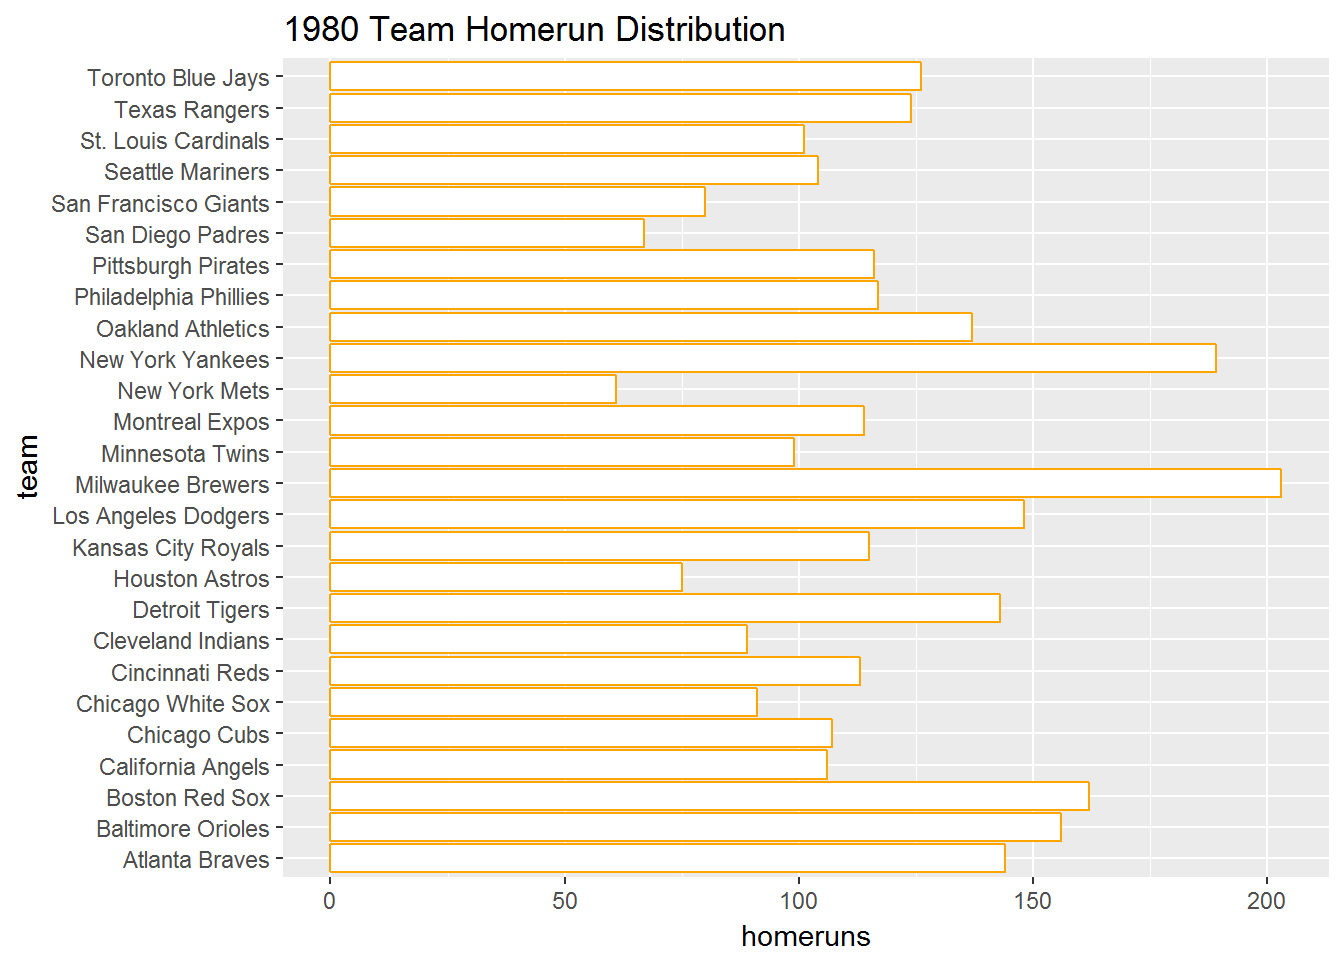 1980 Team Homerun Distribution
Toronto Blue Jays
Texas Rangers
St. Louis Cardinals
Seattle Mariners
San Francisco Giants
San Diego Padres
Pittsburgh Pirates
Philadelphia Phillies
Oakland Athletics
New York Yankees
New York Mets
Montreal Expos
Minnesota Twins
Milwaukee Brewers
Los Angeles Dodgers
Kansas City Royals
Houston Astros
Detroit Tigers
Cleveland Indians
Cincinnati Reds
Chicago White Sox
Chicago Cubs
California Angels
Boston Red Sox
Baltimore Orioles
Atlanta Braves
team
0 50 100 150 200
homeruns